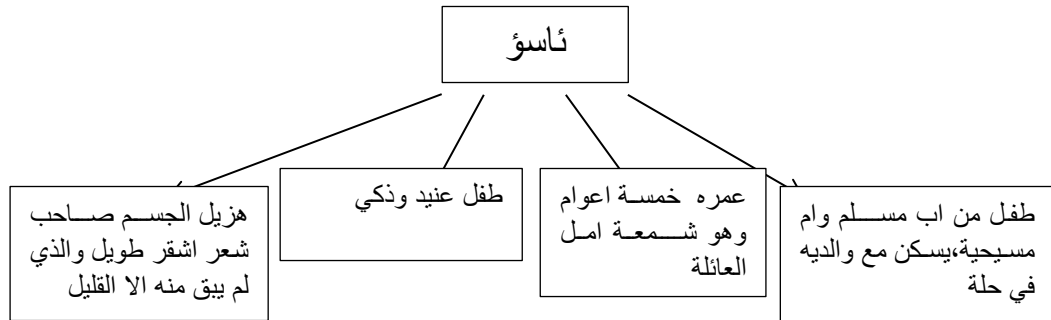 ئاسؤ
طفل من اب مسلم وام
مسيحية،يسكن مع والديه
في حلة
عمره خمسة اعوام
وهو شمعة امل
العائلة
طفل عنيد وذكي
هزيل الجسم صاحب
شعر اشقر طويل والذي
لم يبق منه الا القليل